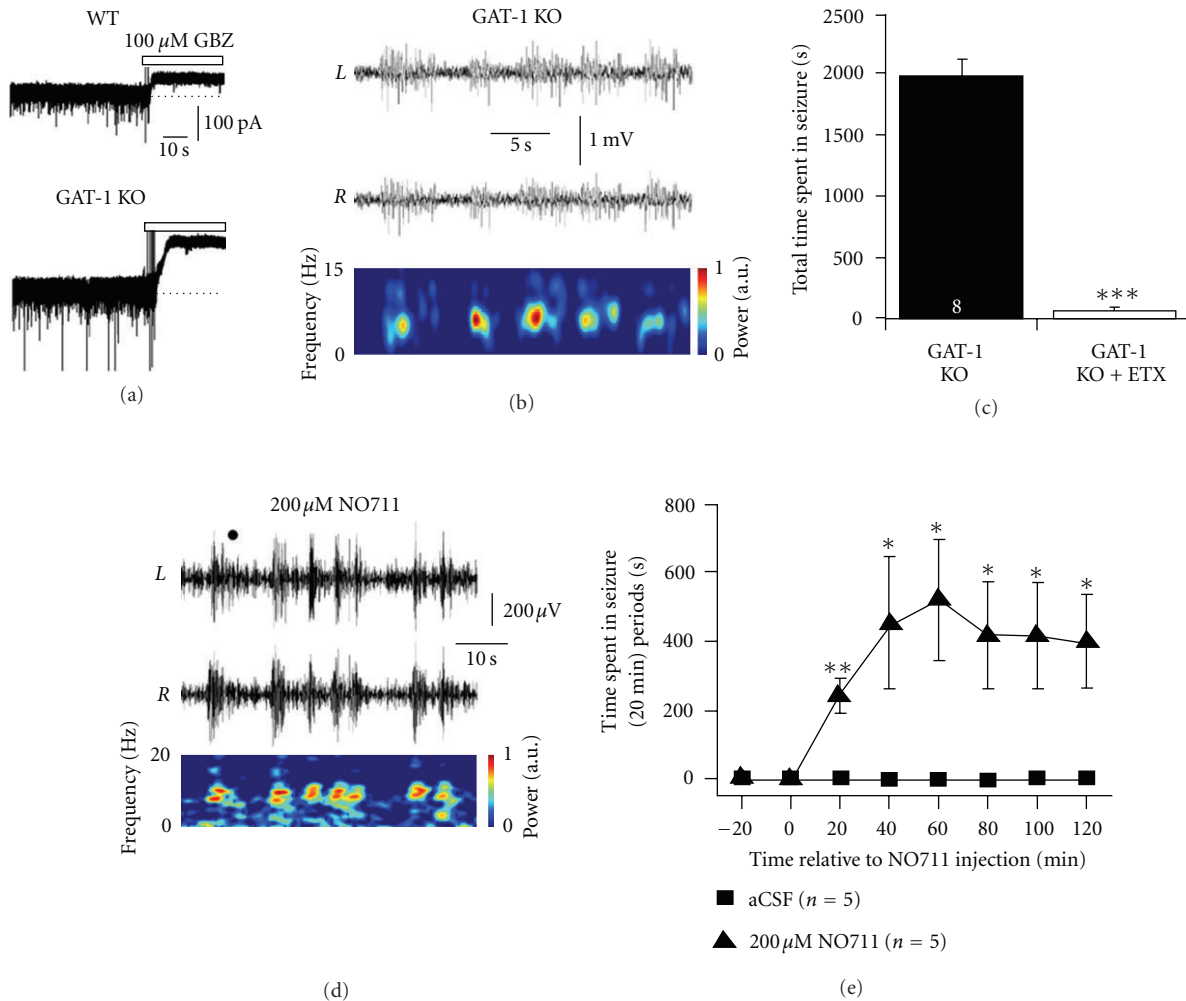 WT
100 μM GBZ
100 pA
10 s
GAT-1 KO
(a)
GAT-1 KO
L
5 s
1 mV
R
Frequency (Hz)
15
0
1
0
Power (a.u.)
(b)
Total time spent in seizure (s)
2500
2000
1500
1000
500
0
8
∗∗∗
GAT-1
KO
GAT-1
KO + ETX
(c)
200 μM NO711
L
200 μV
10 s
R
Frequency (Hz)
20
0
1
0
Power (a.u.)
(d)
Time spent in seizure
(20 min) periods (s)
800
600
400
200
0
∗∗
∗
∗
∗
∗
∗
−20
0
20
40
60
80
100
120
Time relative to NO711 injection (min)
aCSF (n = 5)
200 μM NO711 (n = 5)
(e)